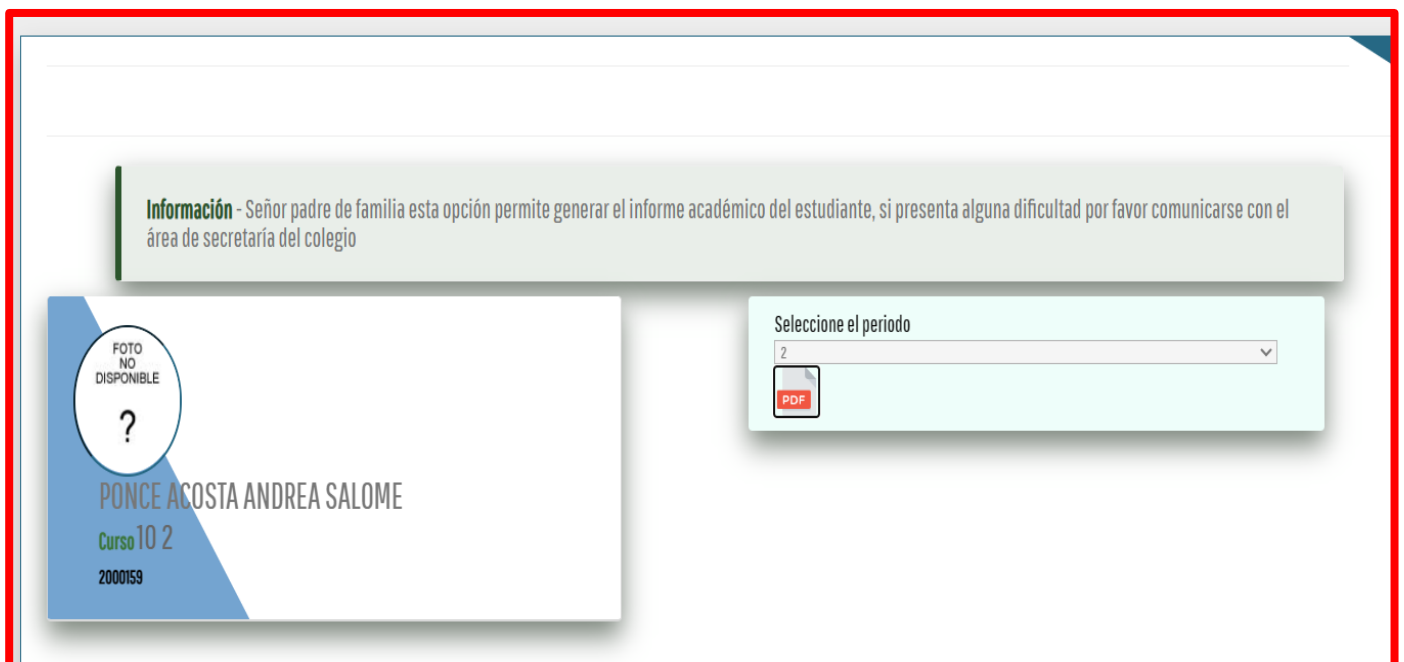 Información - Señor padre de familia esta opción permite generar el informe académico del estudiante, si presenta alguna dificultad por favor comunicarse con el
área de secretaría del colegio
FOTO
NO
DISPONIBLE
?
PONCE ACOSTA ANDREA SALOME
Curso 10 2
2000159
Seleccione el periodo
2
PDF